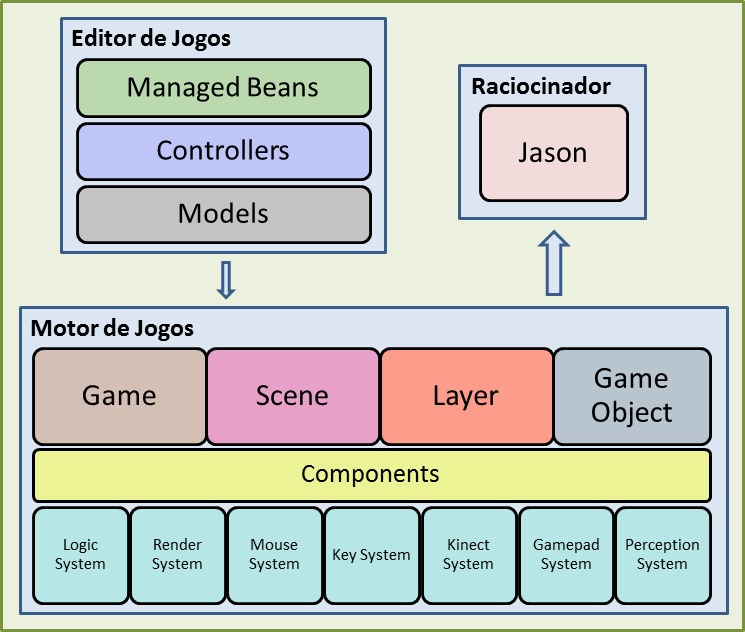 Editor de Jogos
Managed Beans
Controllers
Models
Raciocinador
Jason
Motor de Jogos
Game
Scene
Layer
Game
Object
Components
Logic
System
Render
System
Mouse
System
Key System
Kinect
System
Gamepad
System
Perception
System